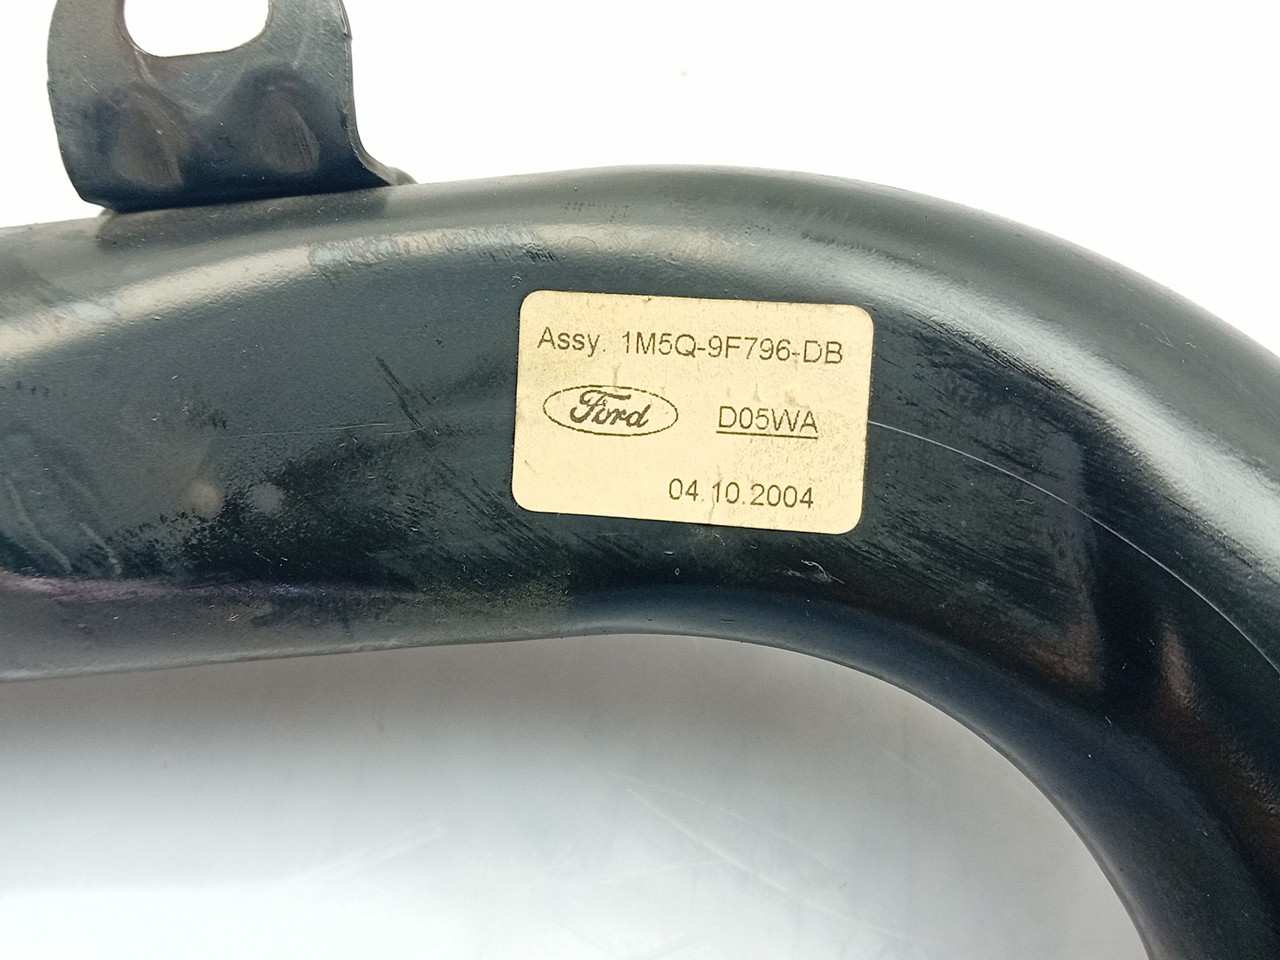 Assy. 1M5Q-9F796-DB
Ford D05WA
04.10.2004